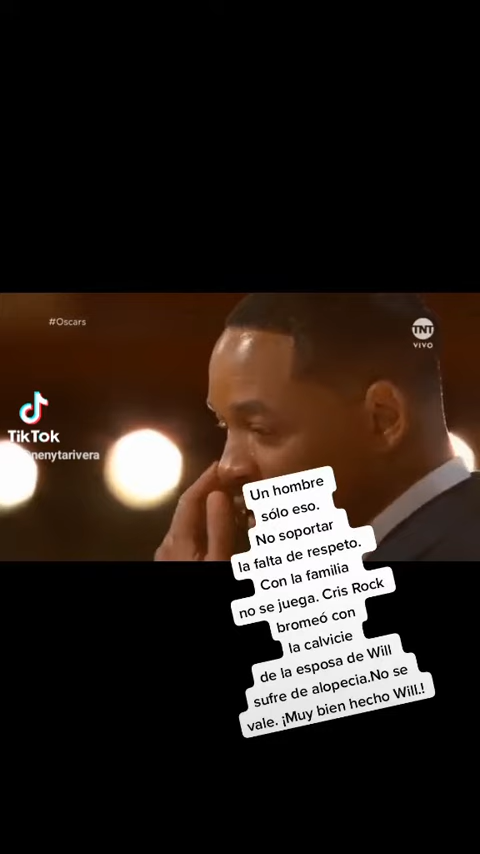 #Oscars
TNT
VIVO
TikTok
nenytarivera
Un hombre
sólo eso.
No soportar
la falta de respeto.
Con la familia
no se juega. Cris Rock
bromeó con
la calvicie
de la esposa de Will
sufre de alopecia.No se
vale. ¡Muy bien hecho Will.!